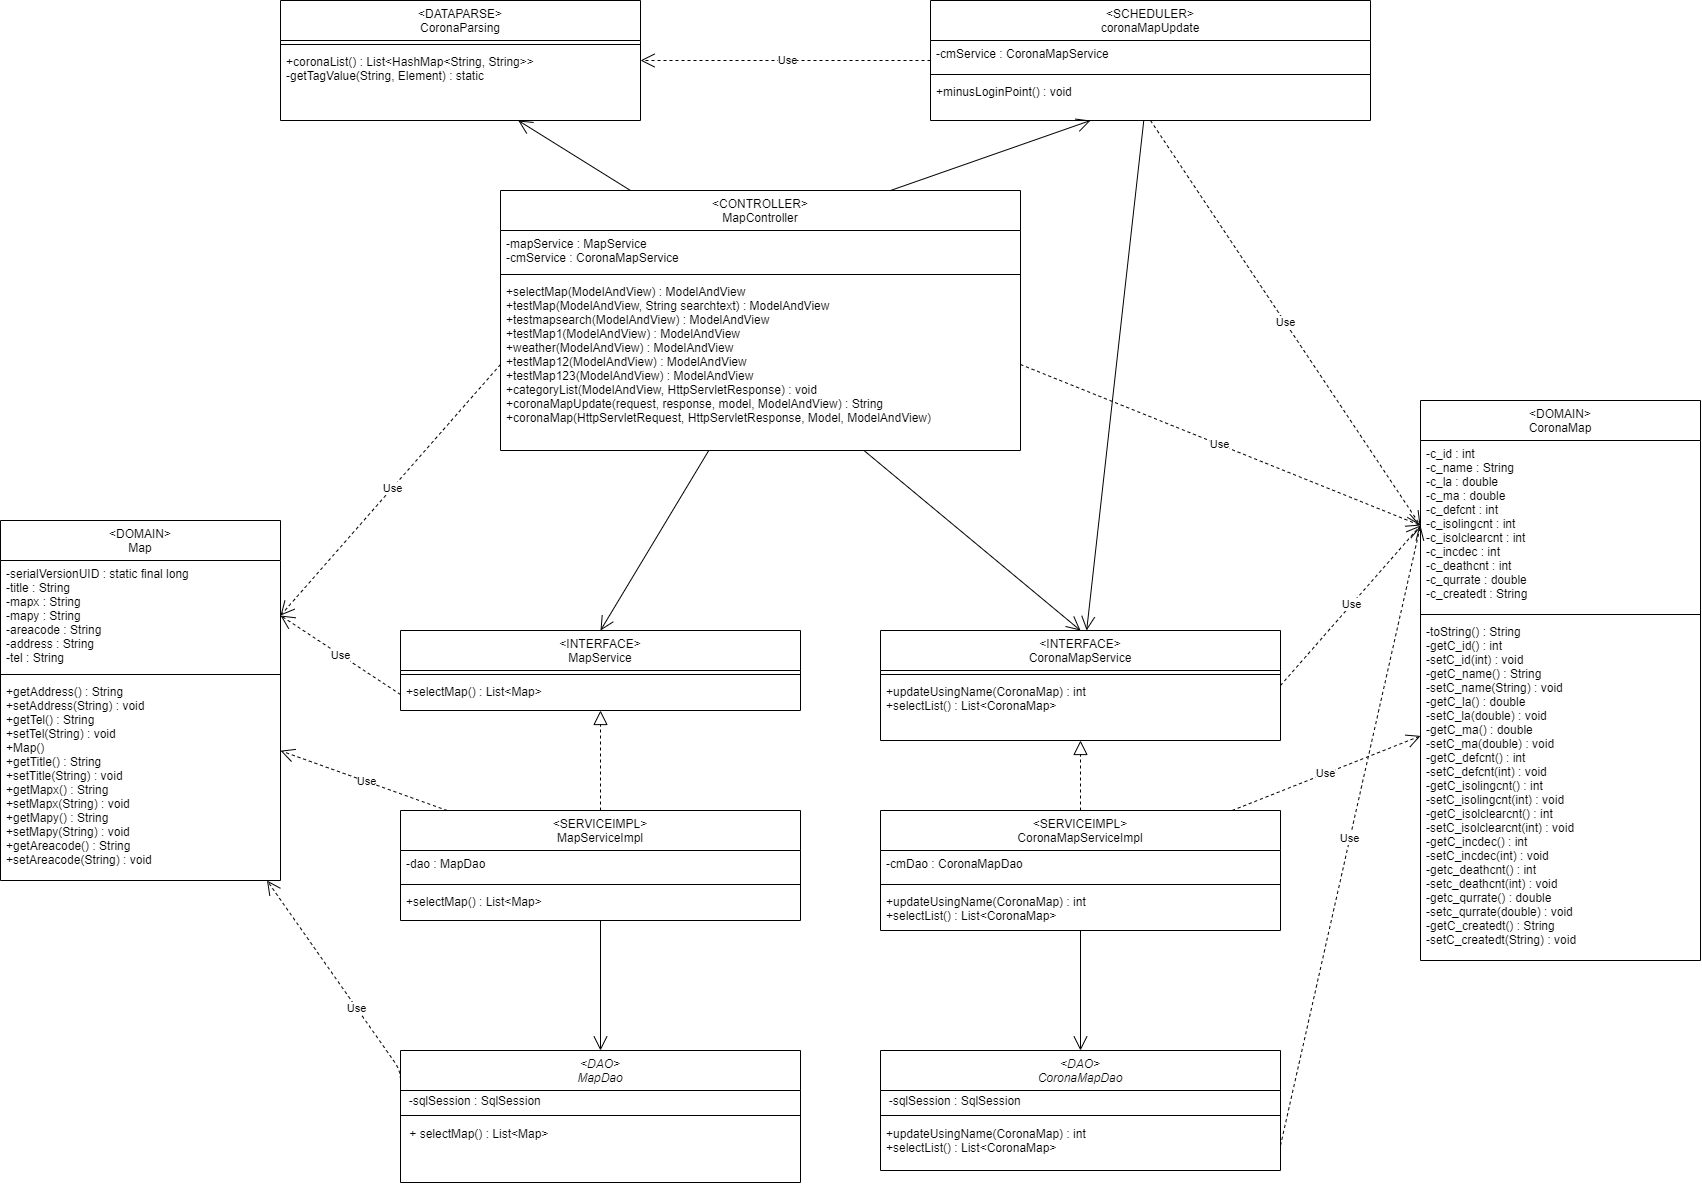 <DATAPARSE>
CoronaParsing
+coronaList() : List<HashMap<String, String>>
-getTagValue(String, Element) : static
Use
<SCHEDULER>
coronaMapUpdate
-cmService : CoronaMapService
+minusLoginPoint() : void
<CONTROLLER>
MapController
-mapService : MapService
-cmService : CoronaMapService
+selectMap(ModelAndView) : ModelAndView
+testMap(ModelAndView, String searchtext) : ModelAndView
+testmapsearch(ModelAndView) : ModelAndView
+testMap1(ModelAndView) : ModelAndView
+weather(ModelAndView) : ModelAndView
+testMap12(ModelAndView) : ModelAndView
+testMap123(ModelAndView) : ModelAndView
+categoryList(ModelAndView, HttpServletResponse) : void
+coronaMapUpdate(request, response, model, ModelAndView) : String
+coronaMap(HttpServletRequest, HttpServletResponse, Model, ModelAndView)
Use
Use
Use
<DOMAIN>
Map
-serialVersionUID : static final long
-title : String
-mapx : String
-mapy : String
-areacode : String
-address : String
-tel : String
+getAddress() : String
+setAddress(String) : void
+getTel() : String
+setTel(String) : void
+Map()
+getTitle() : String
+setTitle(String) : void
+getMapx() : String
+setMapx(String) : void
+getMapy() : String
+setMapy(String) : void
+getAreacode() : String
+setAreacode(String) : void
Use
<INTERFACE>
MapService
+selectMap() : List<Map>
<INTERFACE>
CoronaMapService
+updateUsingName(CoronaMap) : int
+selectList() : List<CoronaMap>
Use
<DOMAIN>
CoronaMap
-c_id : int
-c_name : String
-c_la : double
-c_ma : double
-c_defcnt : int
-c_isolingcnt : int
-c_isolclearcnt : int
-c_incdec : int
-c_deathcnt : int
-c_qurrate : double
-c_createdt : String
-toString() : String
-getC_id() : int
-setC_id(int) : void
-getC_name() : String
-setC_name(String) : void
-getC_la() : double
-setC_la(double) : void
-getC_ma() : double
-setC_ma(double) : void
-getC_defcnt() : int
-setC_defcnt(int) : void
-getC_isolingcnt() : int
-setC_isolingcnt(int) : void
-getC_isolclearcnt() : int
-setC_isolclearcnt(int) : void
-getC_incdec() : int
-setC_incdec(int) : void
-getc_deathcnt() : int
-setc_deathcnt(int) : void
-getc_qurrate() : double
-setc_qurrate(double) : void
-getC_createdt() : String
-setC_createdt(String) : void
Use
<SERVICEIMPL>
MapServiceImpl
-dao : MapDao
+selectMap() : List<Map>
<SERVICEIMPL>
CoronaMapServiceImpl
-cmDao : CoronaMapDao
+updateUsingName(CoronaMap) : int
+selectList() : List<CoronaMap>
Use
Use
Use
<DAO>
MapDao
-sqlSession : SqlSession
+ selectMap() : List<Map>
<DAO>
CoronaMapDao
-sqlSession : SqlSession
+updateUsingName(CoronaMap) : int
+selectList() : List<CoronaMap>